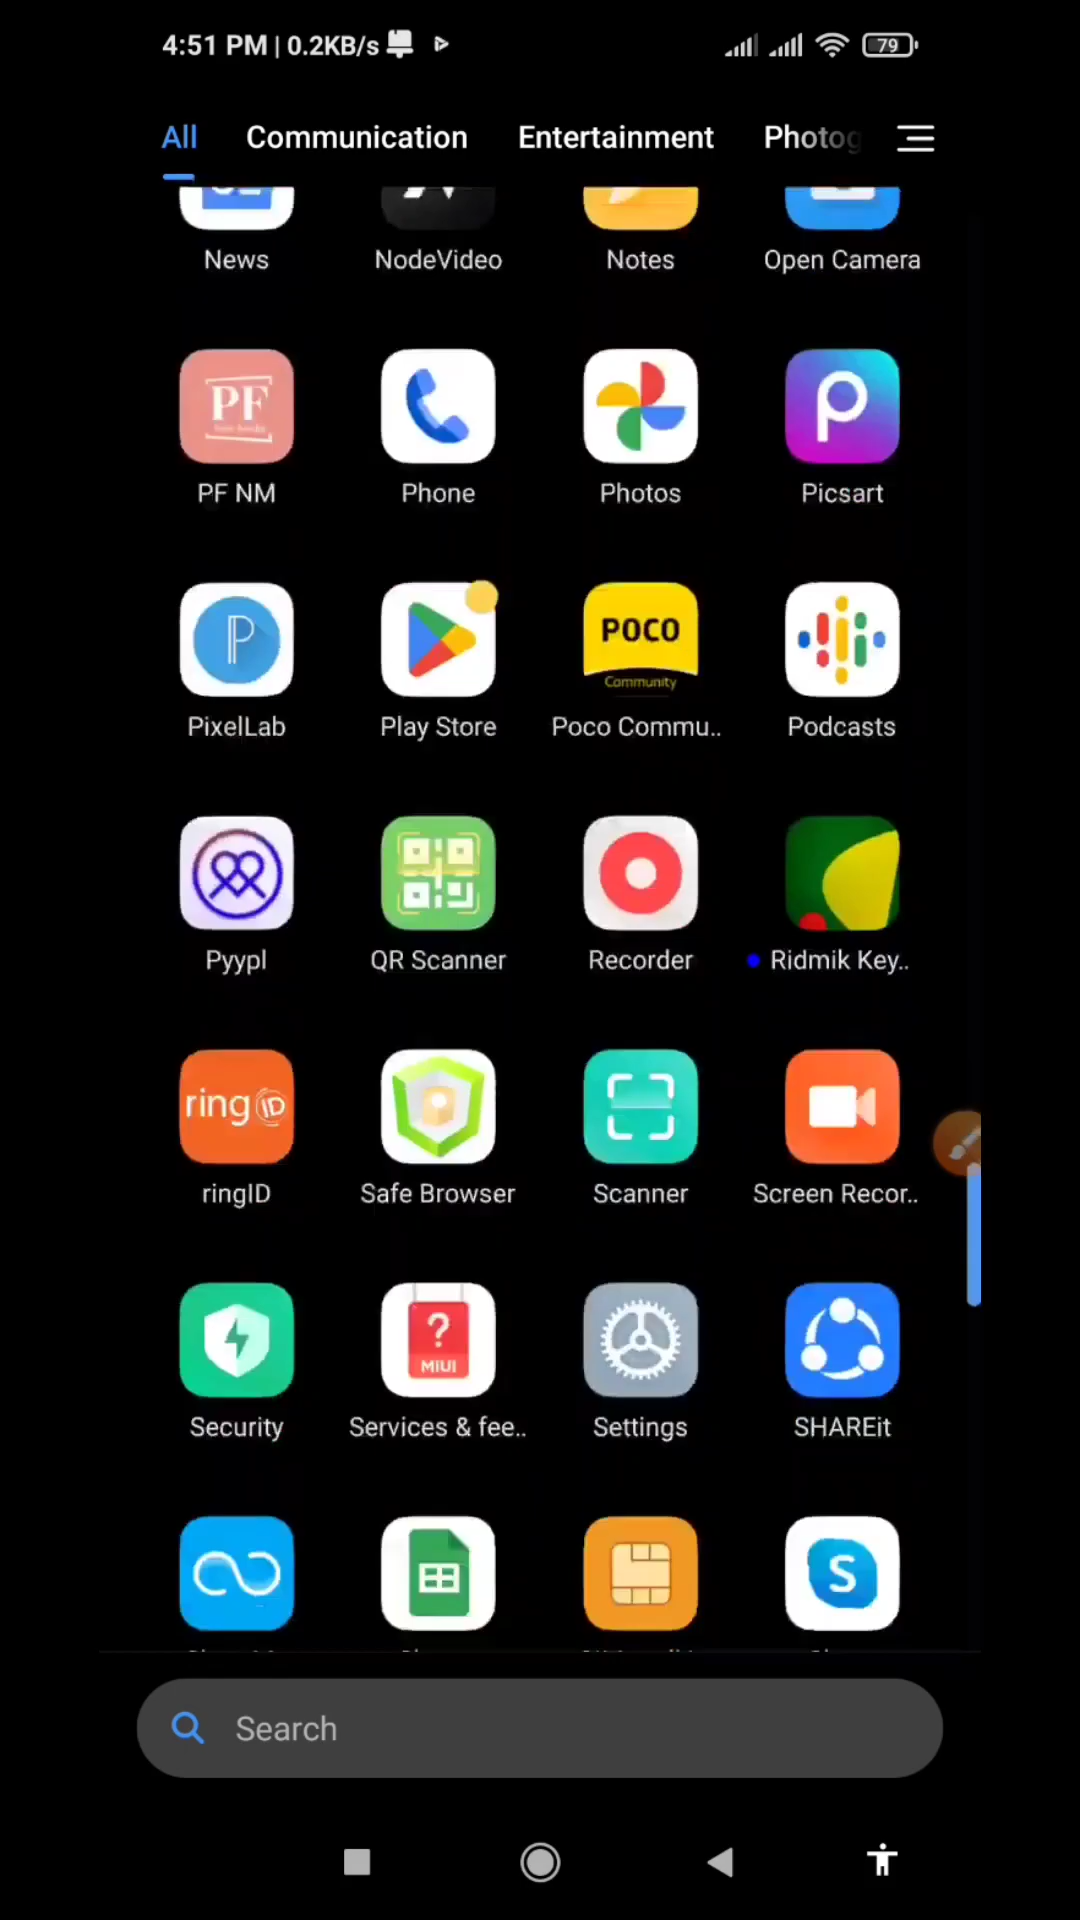 4:51 PM | 0.2KB/s
79
All Communication Entertainment Photog
News NodeVideo Notes Open Camera
PF
PF NM Phone Photos Picsart
POCO
Community
PixelLab Play Store Poco Commu.. Podcasts
Pyypl QR Scanner Recorder Ridmik Key..
ring ID
ringID Safe Browser Scanner Screen Recor..
?
MIUI
Security Services & fee.. Settings SHAREit
S
Search